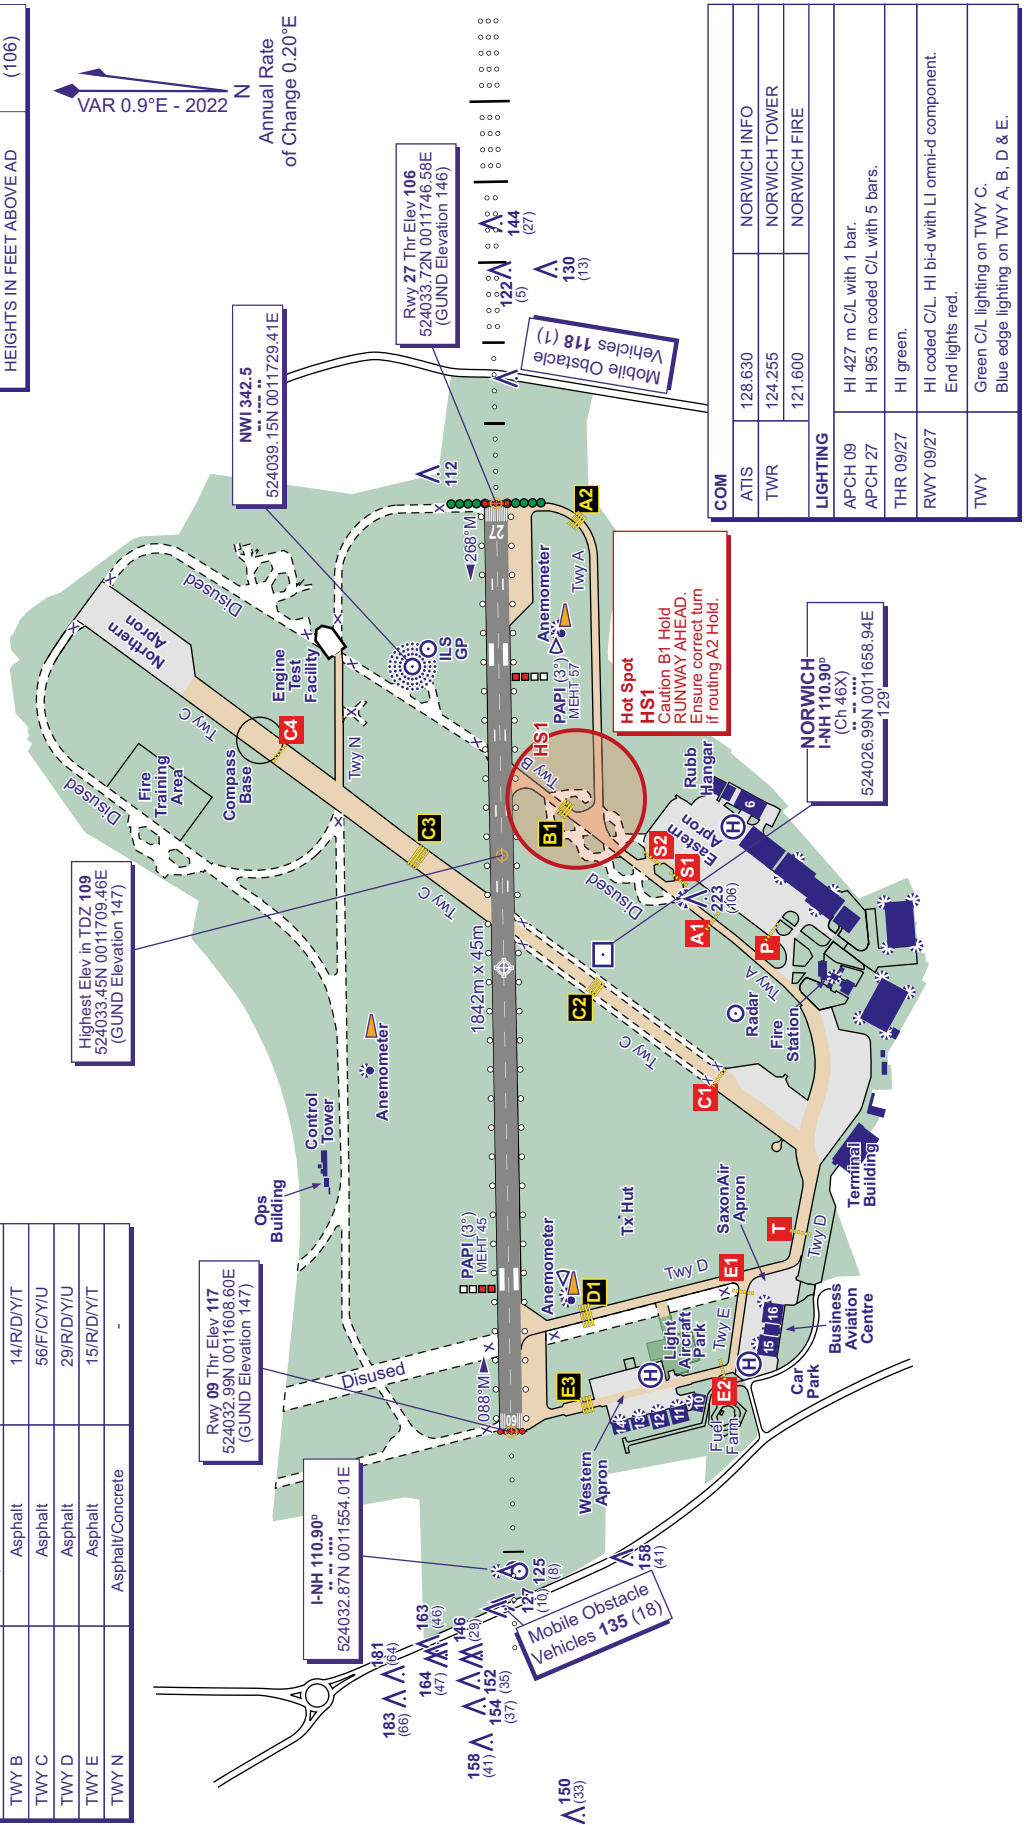 TWY B Asphalt 14/R/D/Y/T
TWY C Asphalt 56/F/C/Y/U
TWY D Asphalt 29/R/D/Y/U
TWY E Asphalt 15/R/D/Y/T
TWY N Asphalt/Concrete -
HEIGHTS IN FEET ABOVE AD (106)
VAR 0.9°E - 2022
N
Annual Rate
of Change 0.20°E
Highest Elev in TDZ 109
524033.45N 0011709.46E
(GUND Elevation 147)
NWI 342.5
524039.15N 0011729.41E
Rwy 27 Thr Elev 106
524033.72N 0011746.58E
(GUND Elevation 146)
Rwy 09 Thr Elev 117
524032.99N 0011608.60E
(GUND Elevation 147)
I-NH 110.90ᴰ
524032.87N 0011554.01E
Disused
Disused
Northern
Apron
Fire
Training
Area
Compass
Base
Engine
Test
Facility
Twy C
C4
Twy N
C3
Twy C
ILS
GP
Ops
Building
Control
Tower
Anemometer
Disused
088°M
268°M
112
PAPI (3°)
MEHT 45
1842m x 45m
09
27
181
(64)
183
(66)
163
(46)
164
(47)
146
(29)
152
(35)
154
(37)
158
(41)
150
(33)
127
(10)
125
(8)
158
(41)
Mobile Obstacle
Vehicles 135 (18)
144
(27)
122
(5)
130
(13)
Mobile Obstacle
Vehicles 118 (1)
PAPI (3°)
MEHT 57
Anemometer
Twy A
A2
HS1
Twy B
B1
Hot Spot
HS1
Caution B1 Hold
RUNWAY AHEAD.
Ensure correct turn
if routing A2 Hold.
Disused
C2
Twy C
C1
Anemometer
D1
Tx Hut
Twy D
E3
Western
Apron
Light
Aircraft
Park
H
14
13
12
11
10
Twy E
E1
E2
Fuel
Farm
H
15
16
Car
Park
Business
Aviation
Centre
SaxonAir
Apron
T
Twy D
Terminal
Building
Radar
Fire
Station
Twy A
P
A1
S1
S2
223
(106)
Eastern
Apron
H
Rubb
Hangar
6
NORWICH
I-NH 110.90ᴰ
(Ch 46X)
524026.99N 0011658.94E
129'
COM
ATIS 128.630 NORWICH INFO
TWR 124.255 NORWICH TOWER
121.600 NORWICH FIRE
LIGHTING
APCH 09 HI 427 m C/L with 1 bar.
APCH 27 HI 953 m coded C/L with 5 bars.
THR 09/27 HI green.
RWY 09/27 HI coded C/L. HI bi-d with LI omni-d component.
End lights red.
TWY Green C/L lighting on TWY C.
Blue edge lighting on TWY A, B, D & E.